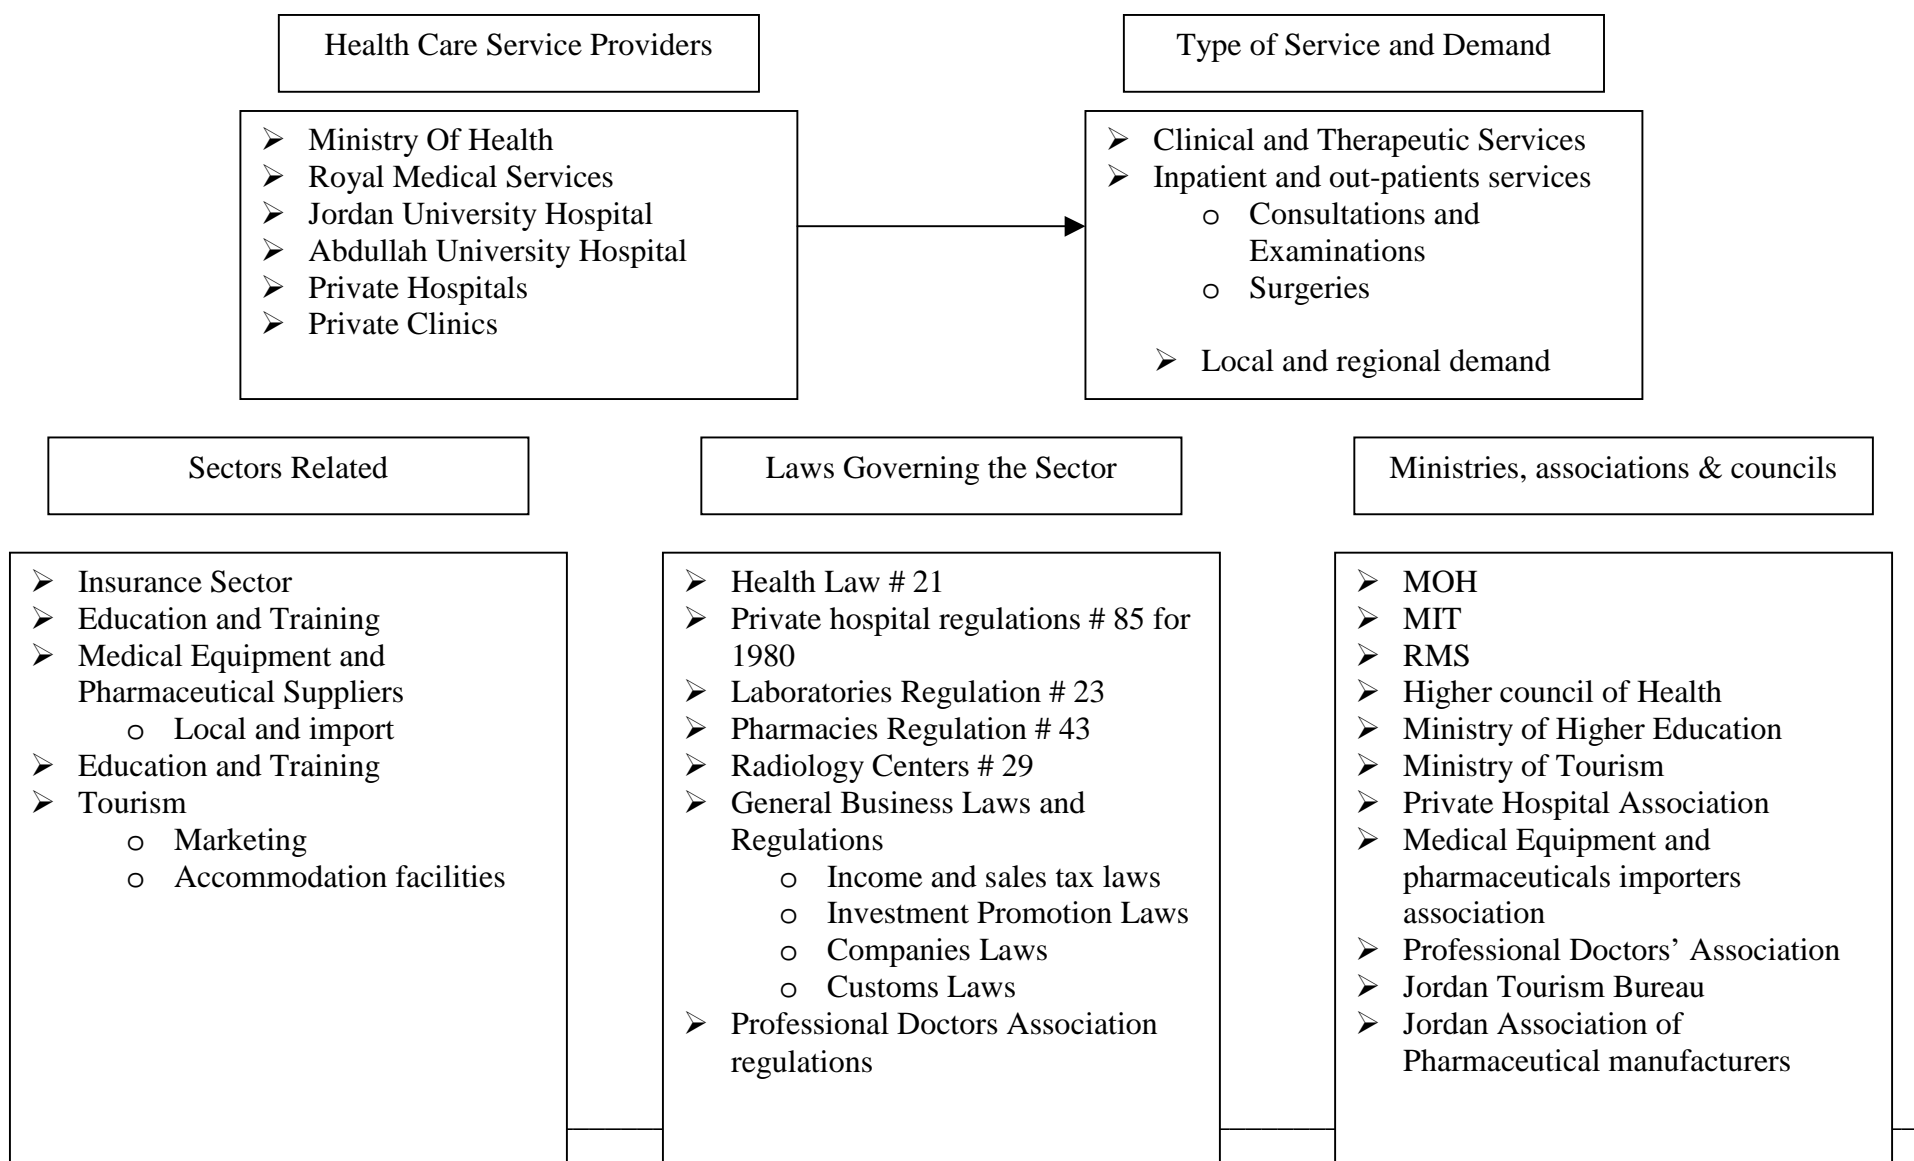 Health Care Service Providers
Type of Service and Demand
➢ Ministry Of Health
➢ Royal Medical Services
➢ Jordan University Hospital
➢ Abdullah University Hospital
➢ Private Hospitals
➢ Private Clinics
➢ Clinical and Therapeutic Services
➢ Inpatient and out-patients services
o Consultations and
Examinations
o Surgeries
➢ Local and regional demand
Sectors Related
Laws Governing the Sector
Ministries, associations & councils
➢ Insurance Sector
➢ Education and Training
➢ Medical Equipment and
Pharmaceutical Suppliers
o Local and import
➢ Education and Training
➢ Tourism
o Marketing
o Accommodation facilities
➢ Health Law # 21
➢ Private hospital regulations # 85 for
1980
➢ Laboratories Regulation # 23
➢ Pharmacies Regulation # 43
➢ Radiology Centers # 29
➢ General Business Laws and
Regulations
o Income and sales tax laws
o Investment Promotion Laws
o Companies Laws
o Customs Laws
➢ Professional Doctors Association
regulations
➢ MOH
➢ MIT
➢ RMS
➢ Higher council of Health
➢ Ministry of Higher Education
➢ Ministry of Tourism
➢ Private Hospital Association
➢ Medical Equipment and
pharmaceuticals importers
association
➢ Professional Doctors’ Association
➢ Jordan Tourism Bureau
➢ Jordan Association of
Pharmaceutical manufacturers